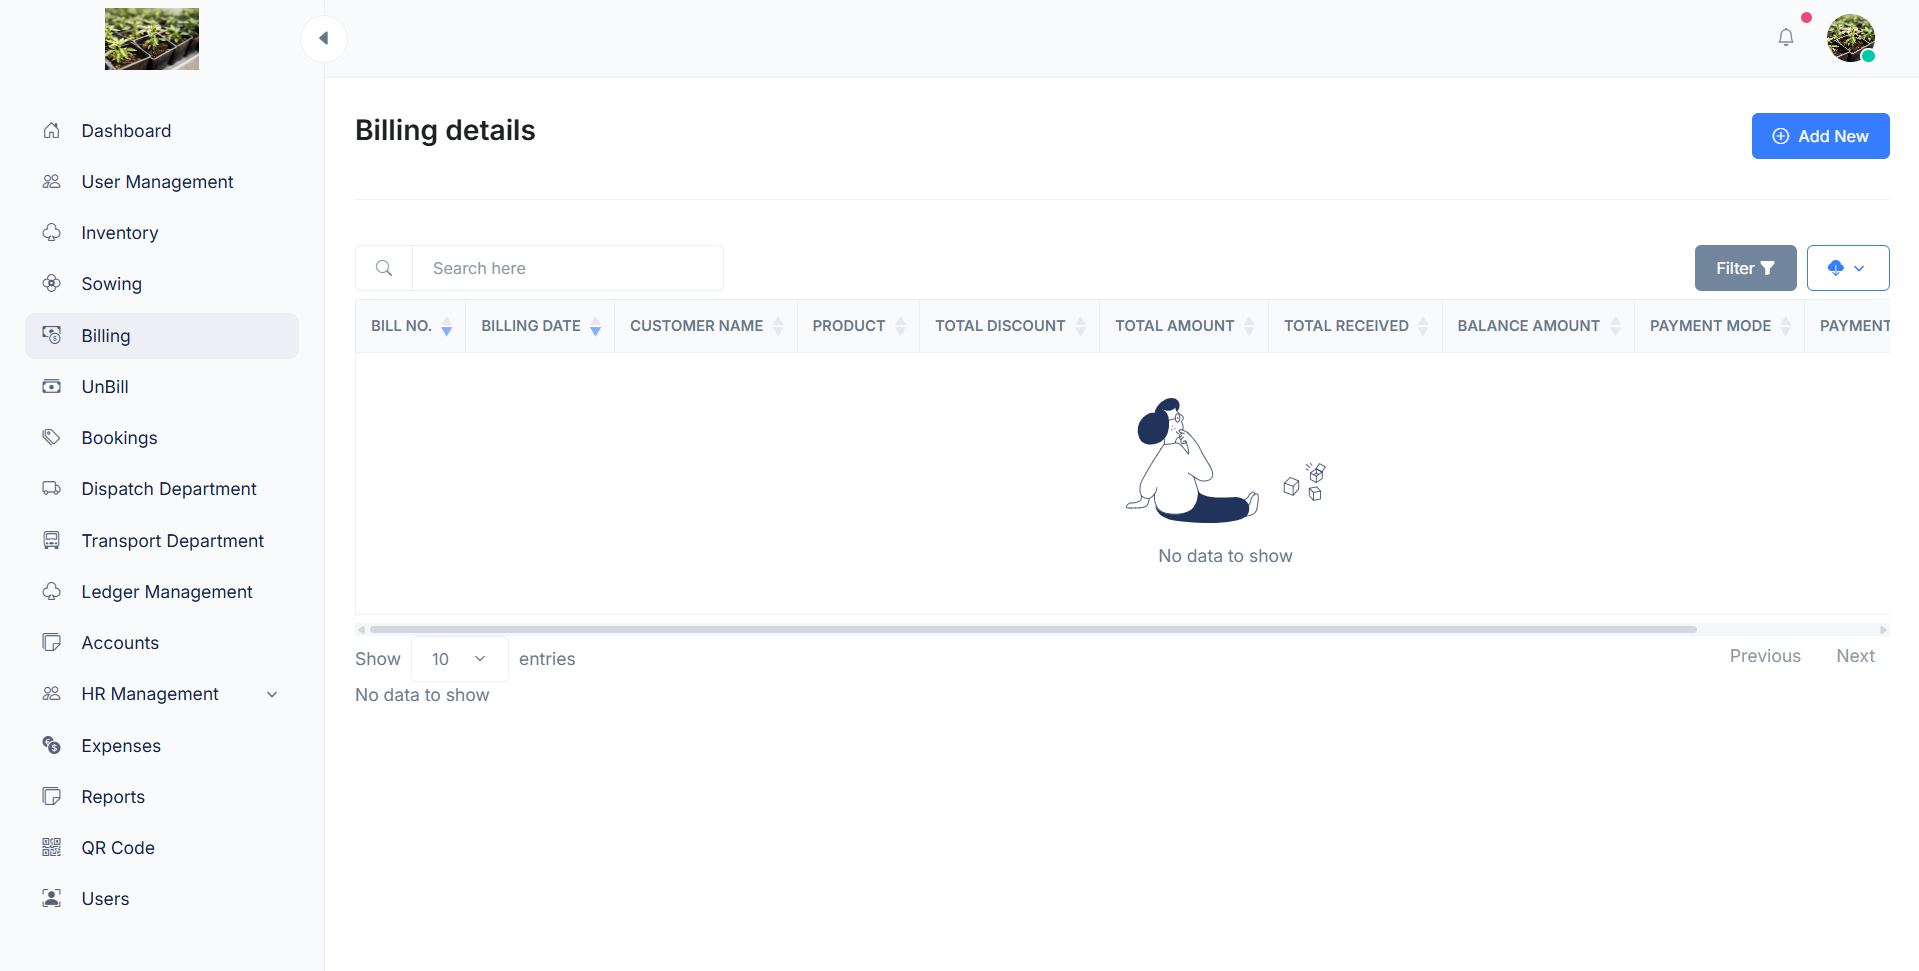 Dashboard
User Management
Inventory
Sowing
Billing
UnBill
Bookings
Dispatch Department
Transport Department
Ledger Management
Accounts
HR Management
Expenses
Reports
QR Code
Users
Billing details
Add New
Search here
Filter
BILL NO. BILLING DATE CUSTOMER NAME PRODUCT TOTAL DISCOUNT TOTAL AMOUNT TOTAL RECEIVED BALANCE AMOUNT PAYMENT MODE PAYMENT
No data to show
Show 10 entries
Previous Next
No data to show